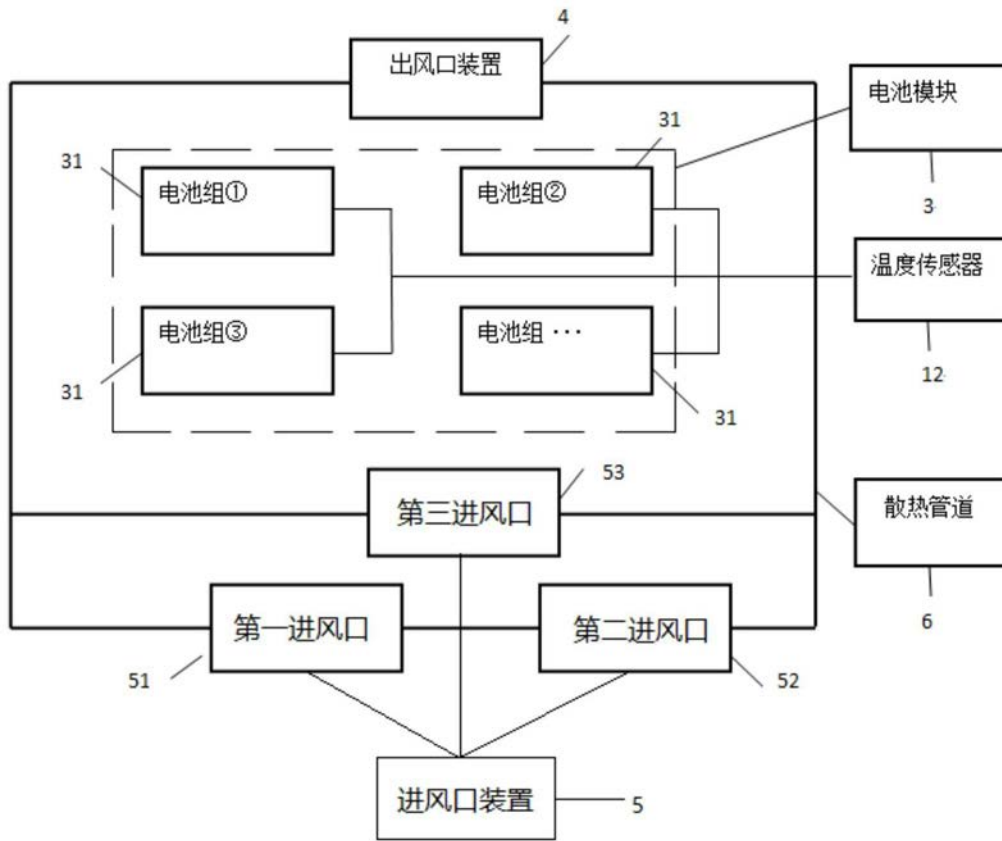 4
出风口装置
电池模块
3
31
31
电池组①
电池组②
温度传感器
12
电池组③
电池组 ···
31
31
53
第三进风口
散热管道
6
第一进风口
第二进风口
51
52
进风口装置
5